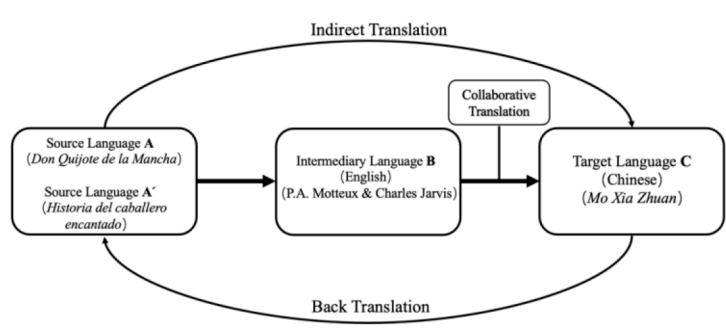 Indirect Translation
Collaborative
Translation
Source Language A
(Don Quijote de la Mancha)
Source Language A´
(Historia del caballero
encantado)
Intermediary Language B
(English)
(P.A. Motteux & Charles Jarvis)
Target Language C
(Chinese)
(Mo Xia Zhuan)
Back Translation